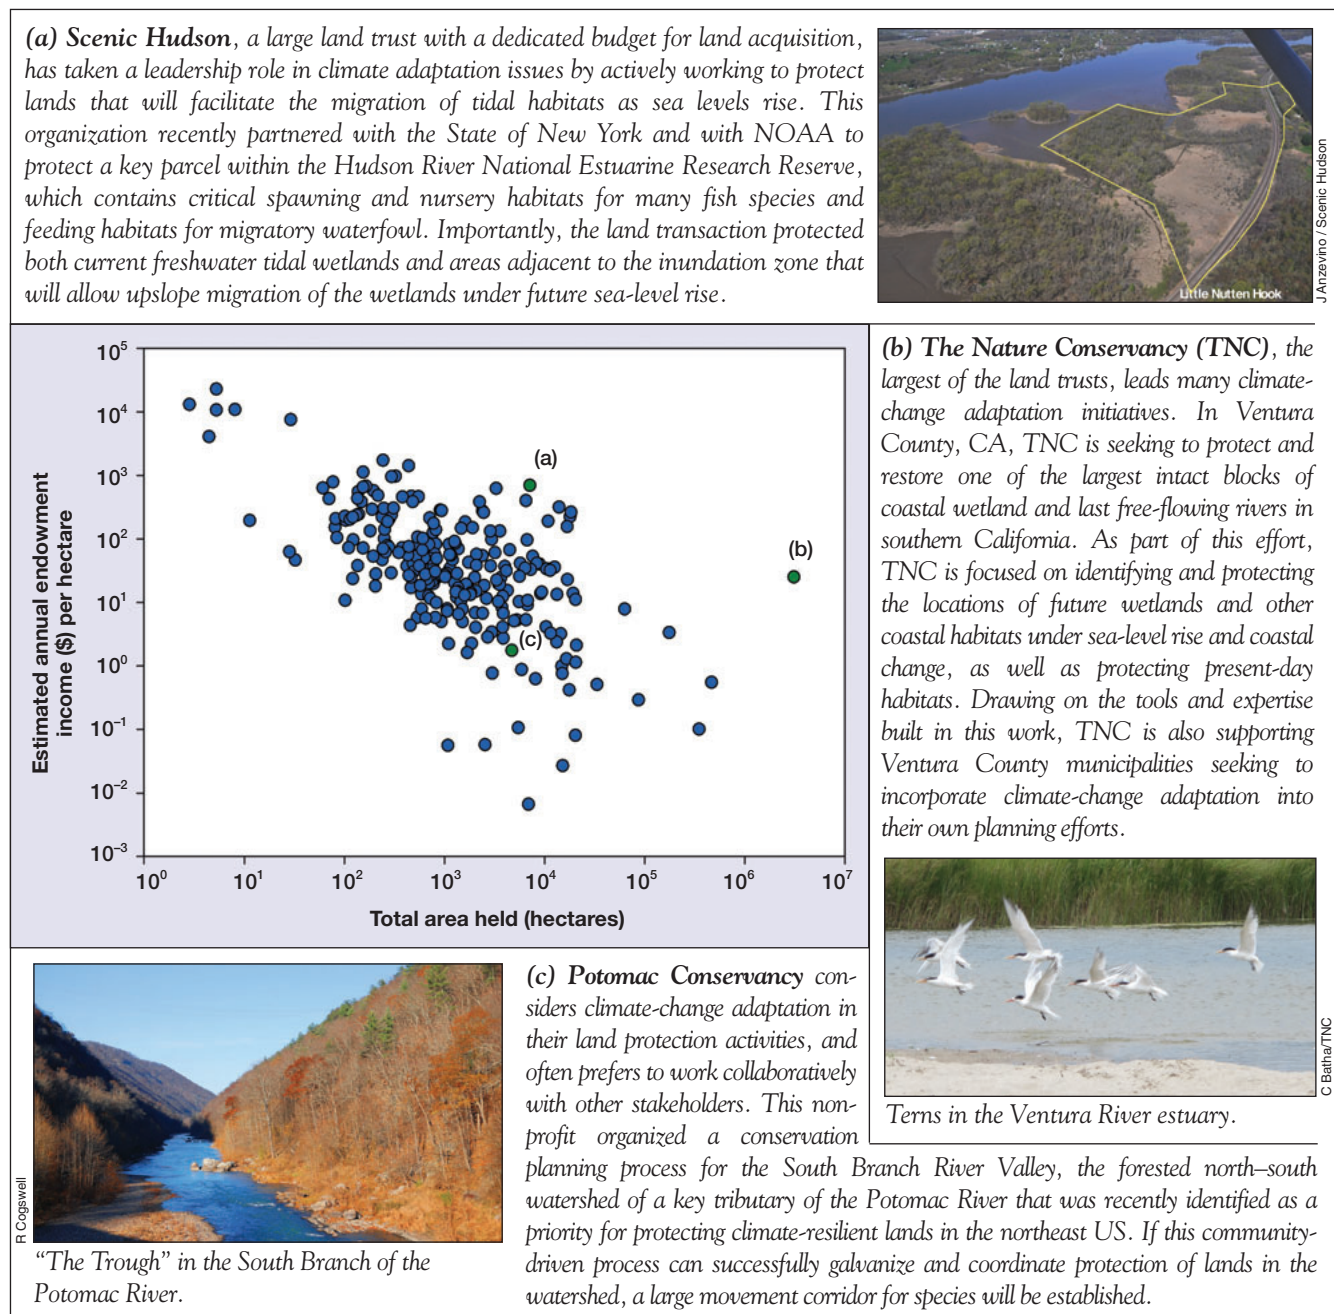 (a) Scenic Hudson, a large land trust with a dedicated budget for land acquisition,
has taken a leadership role in climate adaptation issues by actively working to protect
lands that will facilitate the migration of tidal habitats as sea levels rise. This
organization recently partnered with the State of New York and with NOAA to
protect a key parcel within the Hudson River National Estuarine Research Reserve,
which contains critical spawning and nursery habitats for many fish species and
feeding habitats for migratory waterfowl. Importantly, the land transaction protected
both current freshwater tidal wetlands and areas adjacent to the inundation zone that
will allow upslope migration of the wetlands under future sea-level rise.
Little Nutten Hook
J Anzevino / Scenic Hudson
Estimated annual endowment
income ($) per hectare
10⁵
10⁴
10³
10²
10¹
10⁰
10⁻¹
10⁻²
10⁻³
(a)
(b)
(c)
10⁰ 10¹ 10² 10³ 10⁴ 10⁵ 10⁶ 10⁷
Total area held (hectares)
(b) The Nature Conservancy (TNC), the
largest of the land trusts, leads many climate-
change adaptation initiatives. In Ventura
County, CA, TNC is seeking to protect and
restore one of the largest intact blocks of
coastal wetland and last free-flowing rivers in
southern California. As part of this effort,
TNC is focused on identifying and protecting
the locations of future wetlands and other
coastal habitats under sea-level rise and coastal
change, as well as protecting present-day
habitats. Drawing on the tools and expertise
built in this work, TNC is also supporting
Ventura County municipalities seeking to
incorporate climate-change adaptation into
their own planning efforts.
C Batha/TNC
Terns in the Ventura River estuary.
R Cogswell
"The Trough" in the South Branch of the
Potomac River.
(c) Potomac Conservancy con-
siders climate-change adaptation in
their land protection activities, and
often prefers to work collaboratively
with other stakeholders. This non-
profit organized a conservation
planning process for the South Branch River Valley, the forested north–south
watershed of a key tributary of the Potomac River that was recently identified as a
priority for protecting climate-resilient lands in the northeast US. If this community-
driven process can successfully galvanize and coordinate protection of lands in the
watershed, a large movement corridor for species will be established.